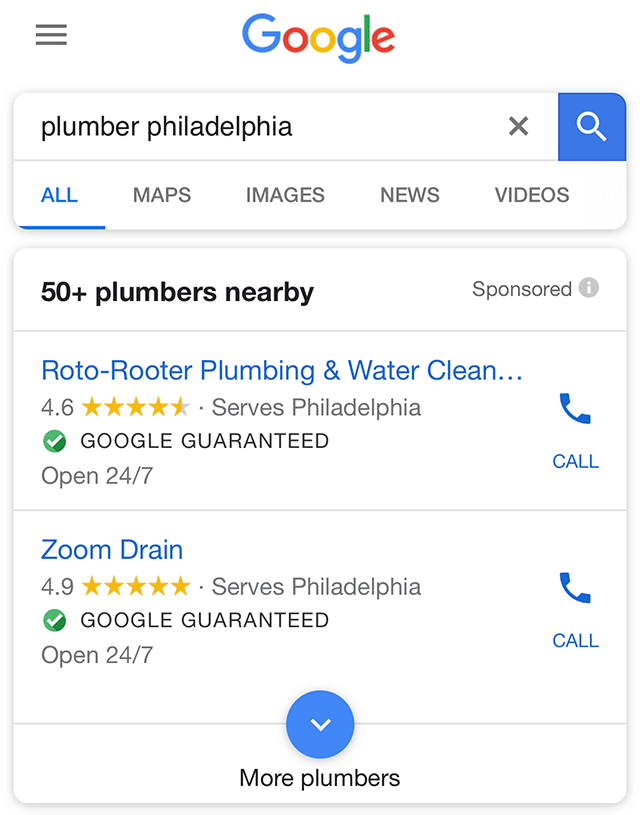 Google
plumber philadelphia
ALL MAPS IMAGES NEWS VIDEOS
50+ plumbers nearby Sponsored
Roto-Rooter Plumbing & Water Clean...
4.6 · Serves Philadelphia
GOOGLE GUARANTEED
Open 24/7
CALL
Zoom Drain
4.9 · Serves Philadelphia
GOOGLE GUARANTEED
Open 24/7
CALL
More plumbers